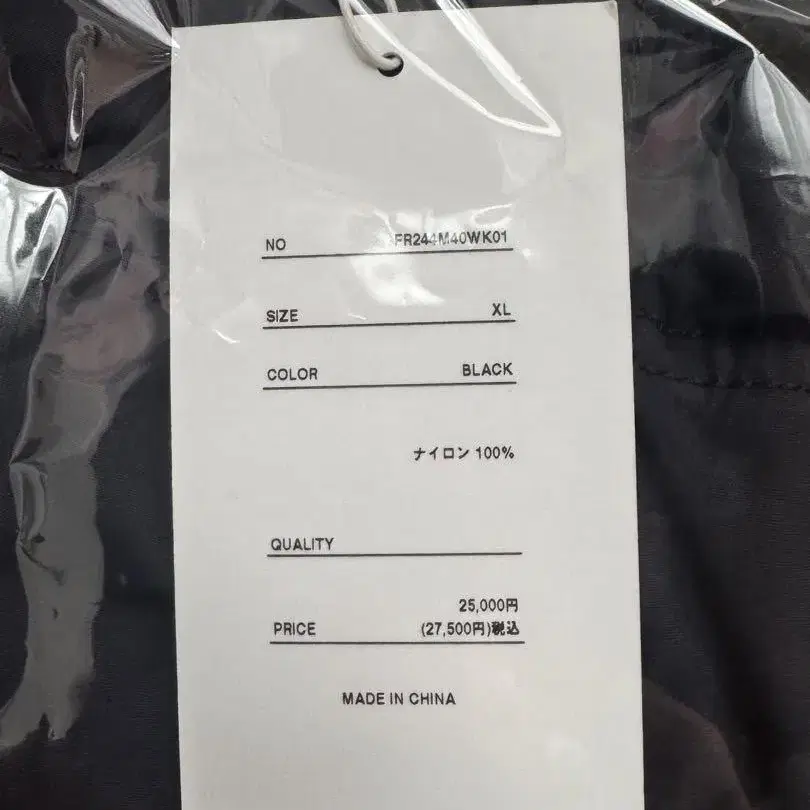 NO FR244M40WK01
SIZE XL
COLOR BLACK
ナイロン 100%
QUALITY
25,000円
PRICE (27,500円)税込
MADE IN CHINA